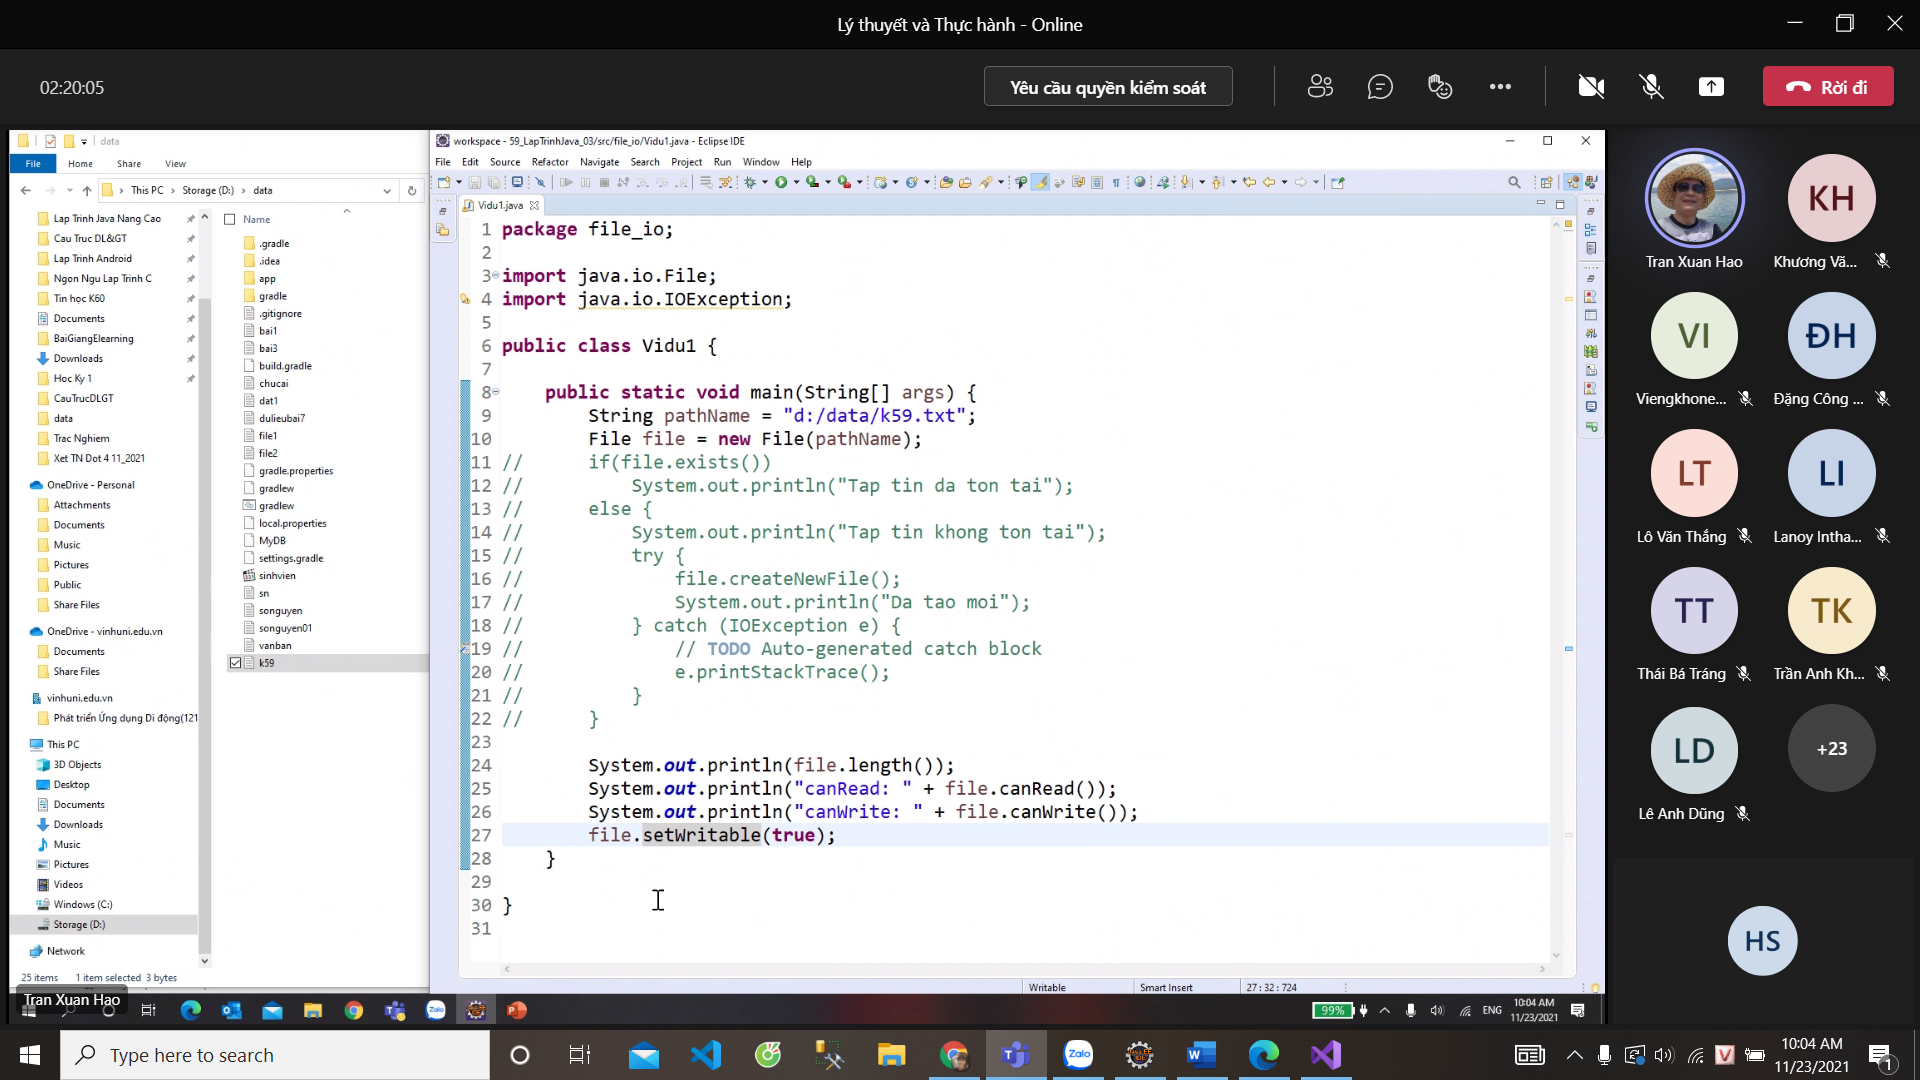 Lý thuyết và Thực hành - Online
02:20:05
Yêu cầu quyền kiểm soát
Rời đi
data
File Home Share View
This PC > Storage (D:) > data
Lap Trinh Java Nang Cao
Cau Truc DL&GT
Lap Trinh Android
Ngon Ngu Lap Trinh C
Tin học K60
Documents
BaiGiangElearning
Downloads
Hoc Ky 1
CauTrucDLGT
data
Trac Nghiem
Xet TN Dot 4 11_2021
OneDrive - Personal
Attachments
Documents
Music
Pictures
Public
Share Files
OneDrive - vinhuni.edu.vn
Documents
Share Files
vinhuni.edu.vn
Phát triển Ứng dụng Di động(121
This PC
3D Objects
Desktop
Documents
Downloads
Music
Pictures
Videos
Windows (C:)
Storage (D:)
Network
Name
.gradle
.idea
app
gradle
.gitignore
bai1
bai3
build.gradle
chucai
dat1
dulieubai7
file1
file2
gradle.properties
gradlew
gradlew
local.properties
MyDB
settings.gradle
sinhvien
sn
songuyen
songuyen01
vanban
k59
25 items 1 item selected 3 bytes
Tran Xuan Hao
workspace - 59_LapTrinhJava_03/src/file_io/Vidu1.java - Eclipse IDE
File Edit Source Refactor Navigate Search Project Run Window Help
Vidu1.java
1 package file_io;
2
3 import java.io.File;
4 import java.io.IOException;
5
6 public class Vidu1 {
7
8 public static void main(String[] args) {
9 String pathName = "d:/data/k59.txt";
10 File file = new File(pathName);
11 // if(file.exists())
12 // System.out.println("Tap tin da ton tai");
13 // else {
14 // System.out.println("Tap tin khong ton tai");
15 // try {
16 // file.createNewFile();
17 // System.out.println("Da tao moi");
18 // } catch (IOException e) {
19 // // TODO Auto-generated catch block
20 // e.printStackTrace();
21 // }
22 // }
23
24 System.out.println(file.length());
25 System.out.println("canRead: " + file.canRead());
26 System.out.println("canWrite: " + file.canWrite());
27 file.setWritable(true);
28 }
29
30 }
31
Writable Smart Insert 27 : 32 : 724
99% ENG 10:04 AM
11/23/2021
Tran Xuan Hao
KH
Khương Vă...
VI
Viengkhone...
ĐH
Đặng Công ...
LT
Lô Văn Thắng
LI
Lanoy Intha...
TT
Thái Bá Tráng
TK
Trần Anh Kh...
LD
Lê Anh Dũng
+23
HS
Type here to search
Zalo
10:04 AM
11/23/2021
1